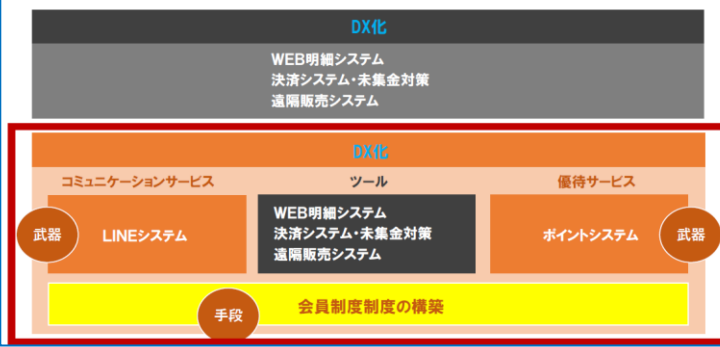 DX化
WEB明細システム
決済システム・未集金対策
遠隔販売システム
DX化
コミュニケーションサービス
ツール
優待サービス
武器
LINEシステム
WEB明細システム
決済システム・未集金対策
遠隔販売システム
ポイントシステム
武器
手段
会員制度制度の構築